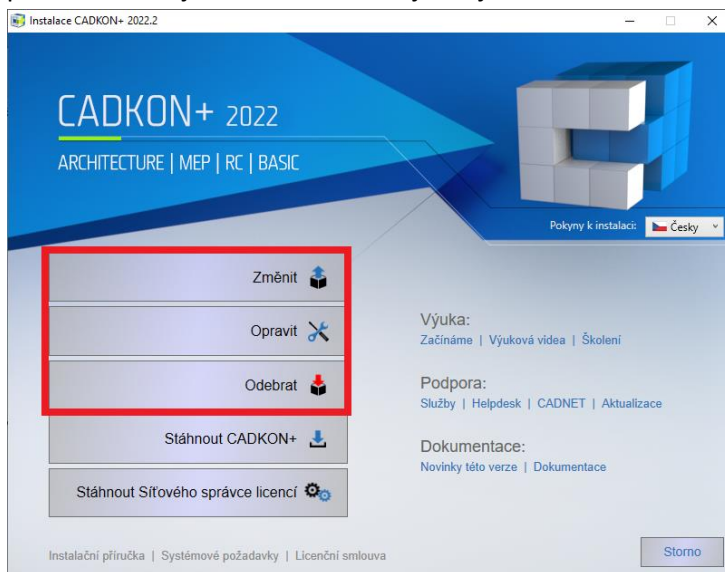 Instalace CADKON+ 2022.2
CADKON+ 2022
ARCHITECTURE | MEP | RC | BASIC
Pokyny k instalaci: Česky
Změnit
Opravit
Odebrat
Stáhnout CADKON+
Stáhnout Síťového správce licencí
Výuka:
Začínáme | Výuková videa | Školení
Podpora:
Služby | Helpdesk | CADNET | Aktualizace
Dokumentace:
Novinky této verze | Dokumentace
Instalační příručka | Systémové požadavky | Licenční smlouva
Storno